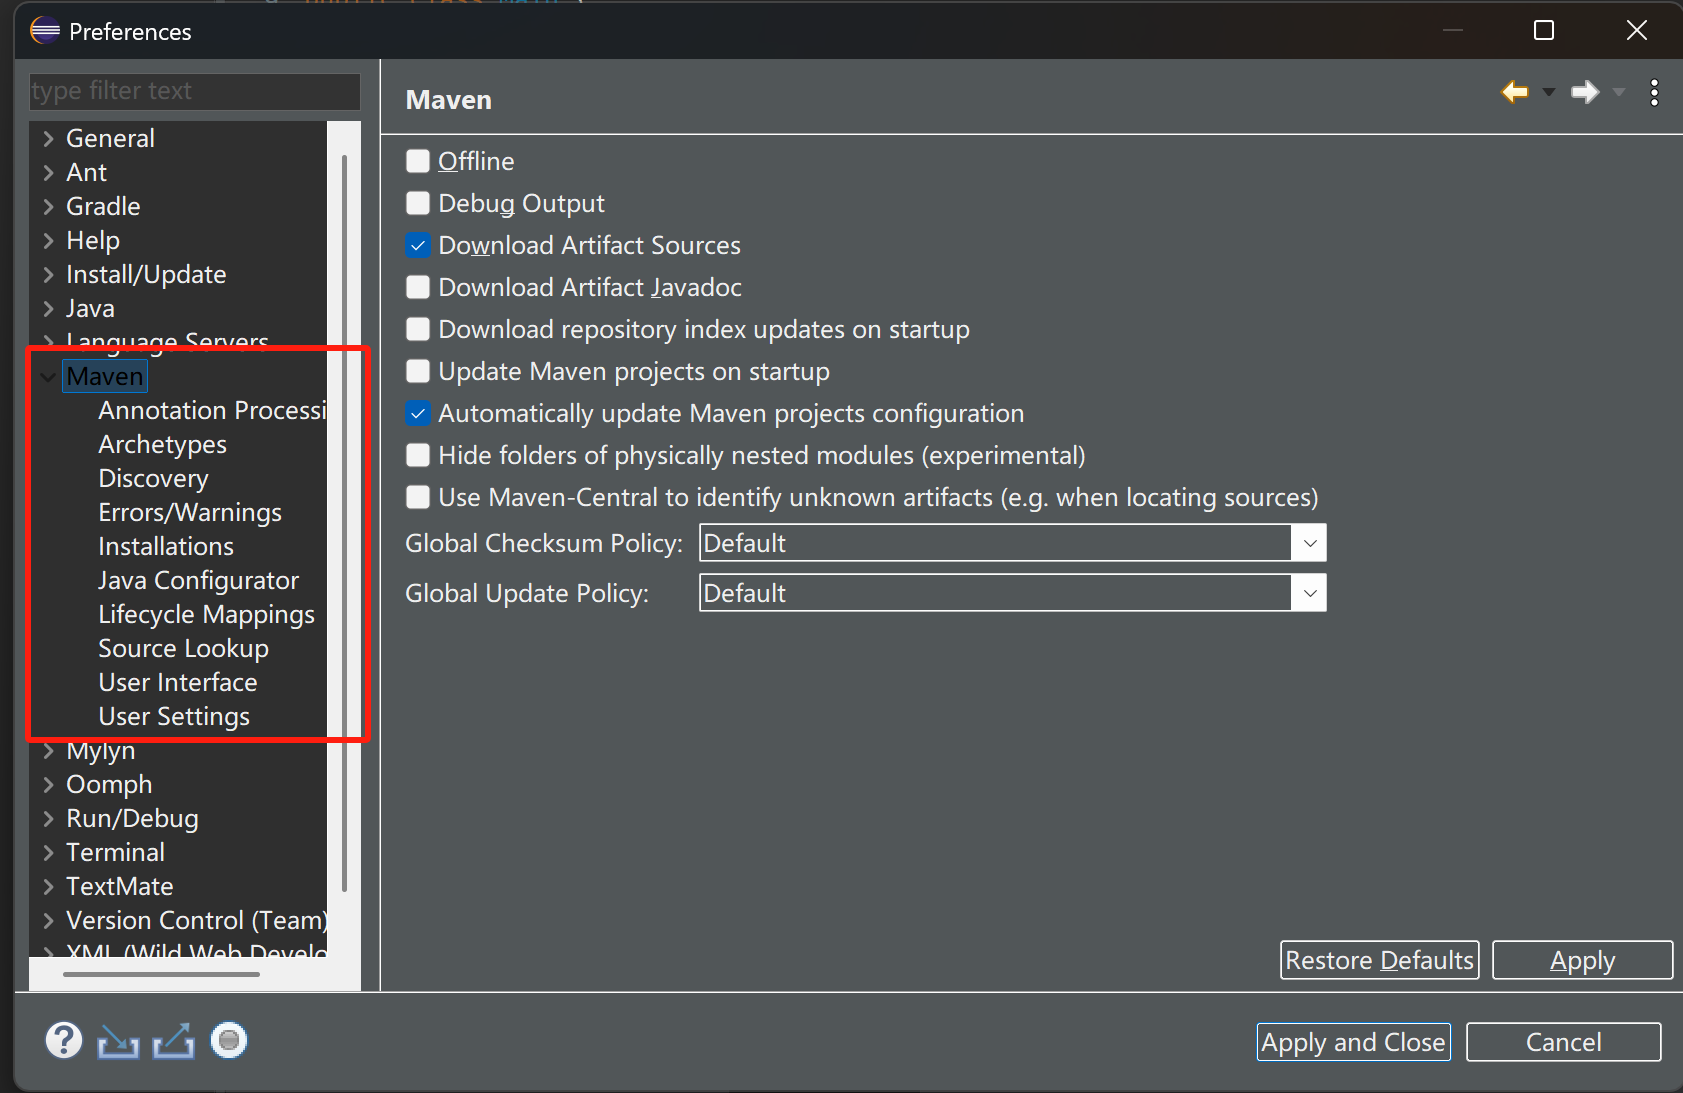 Preferences
type filter text
General
Ant
Gradle
Help
Install/Update
Java
Language Servers
Maven
Annotation Processi
Archetypes
Discovery
Errors/Warnings
Installations
Java Configurator
Lifecycle Mappings
Source Lookup
User Interface
User Settings
Mylyn
Oomph
Run/Debug
Terminal
TextMate
Version Control (Team)
XML (Wild Web Develo
Maven
Offline
Debug Output
Download Artifact Sources
Download Artifact Javadoc
Download repository index updates on startup
Update Maven projects on startup
Automatically update Maven projects configuration
Hide folders of physically nested modules (experimental)
Use Maven-Central to identify unknown artifacts (e.g. when locating sources)
Global Checksum Policy: Default
Global Update Policy: Default
Restore Defaults Apply
Apply and Close Cancel